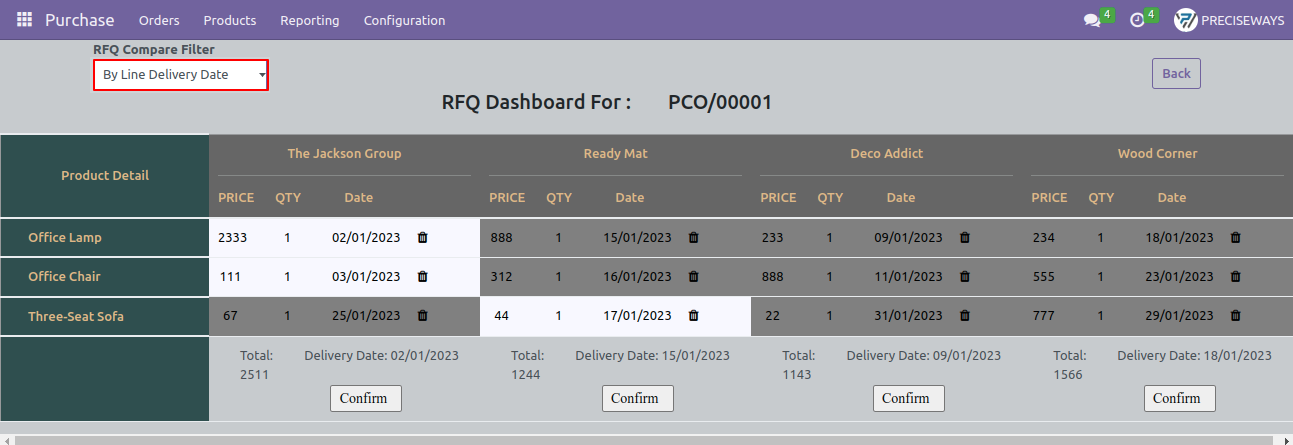 Purchase Orders Products Reporting Configuration 4 4 PRECISEWAYS
RFQ Compare Filter
By Line Delivery Date
Back
RFQ Dashboard For : PCO/00001
Product Detail
The Jackson Group Ready Mat Deco Addict Wood Corner
PRICE QTY Date PRICE QTY Date PRICE QTY Date PRICE QTY Date
Office Lamp 2333 1 02/01/2023 888 1 15/01/2023 233 1 09/01/2023 234 1 18/01/2023
Office Chair 111 1 03/01/2023 312 1 16/01/2023 888 1 11/01/2023 555 1 23/01/2023
Three-Seat Sofa 67 1 25/01/2023 44 1 17/01/2023 22 1 31/01/2023 777 1 29/01/2023
Total: Delivery Date: 02/01/2023 Total: Delivery Date: 15/01/2023 Total: Delivery Date: 09/01/2023 Total: Delivery Date: 18/01/2023
2511 1244 1143 1566
Confirm Confirm Confirm Confirm